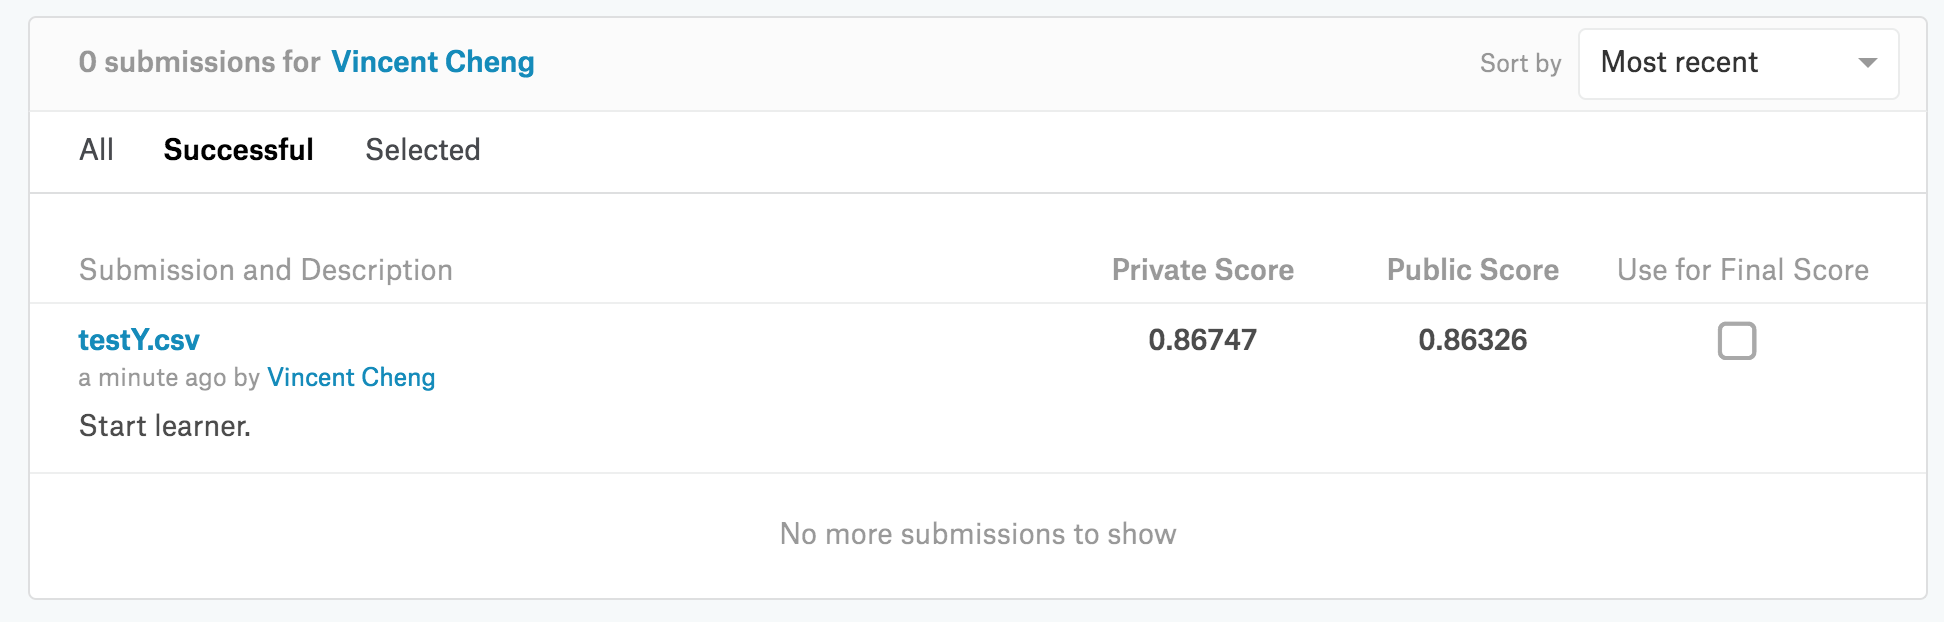 0 submissions for Vincent Cheng
Sort by Most recent
All Successful Selected
Submission and Description Private Score Public Score Use for Final Score
testY.csv 0.86747 0.86326
a minute ago by Vincent Cheng
Start learner.
No more submissions to show